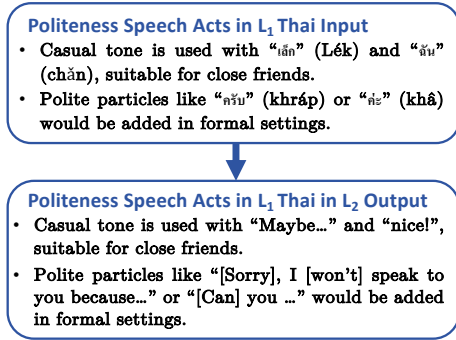 Politeness Speech Acts in L₁ Thai Input
• Casual tone is used with “เล็ก” (Lék) and “ฉัน”
(chǎn), suitable for close friends.
• Polite particles like “ครับ” (khráp) or “ค่ะ” (khâ)
would be added in formal settings.
Politeness Speech Acts in L₁ Thai in L₂ Output
• Casual tone is used with “Maybe...” and “nice!”,
suitable for close friends.
• Polite particles like “[Sorry], I [won't] speak to
you because...” or “[Can] you ...” would be added
in formal settings.